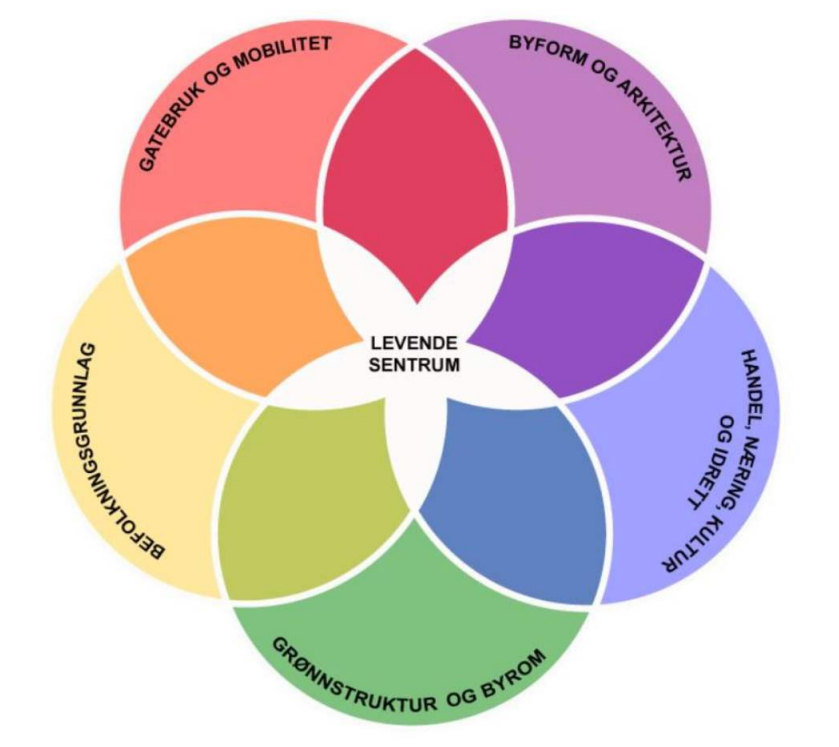 GATEBRUK OG MOBILITET
BYFORM OG ARKITEKTUR
LEVENDE
SENTRUM
BEFOLKNINGSGRUNNLAG
HANDEL, NÆRING, KULTUR
OG IDRETT
GRØNNSTRUKTUR OG BYROM